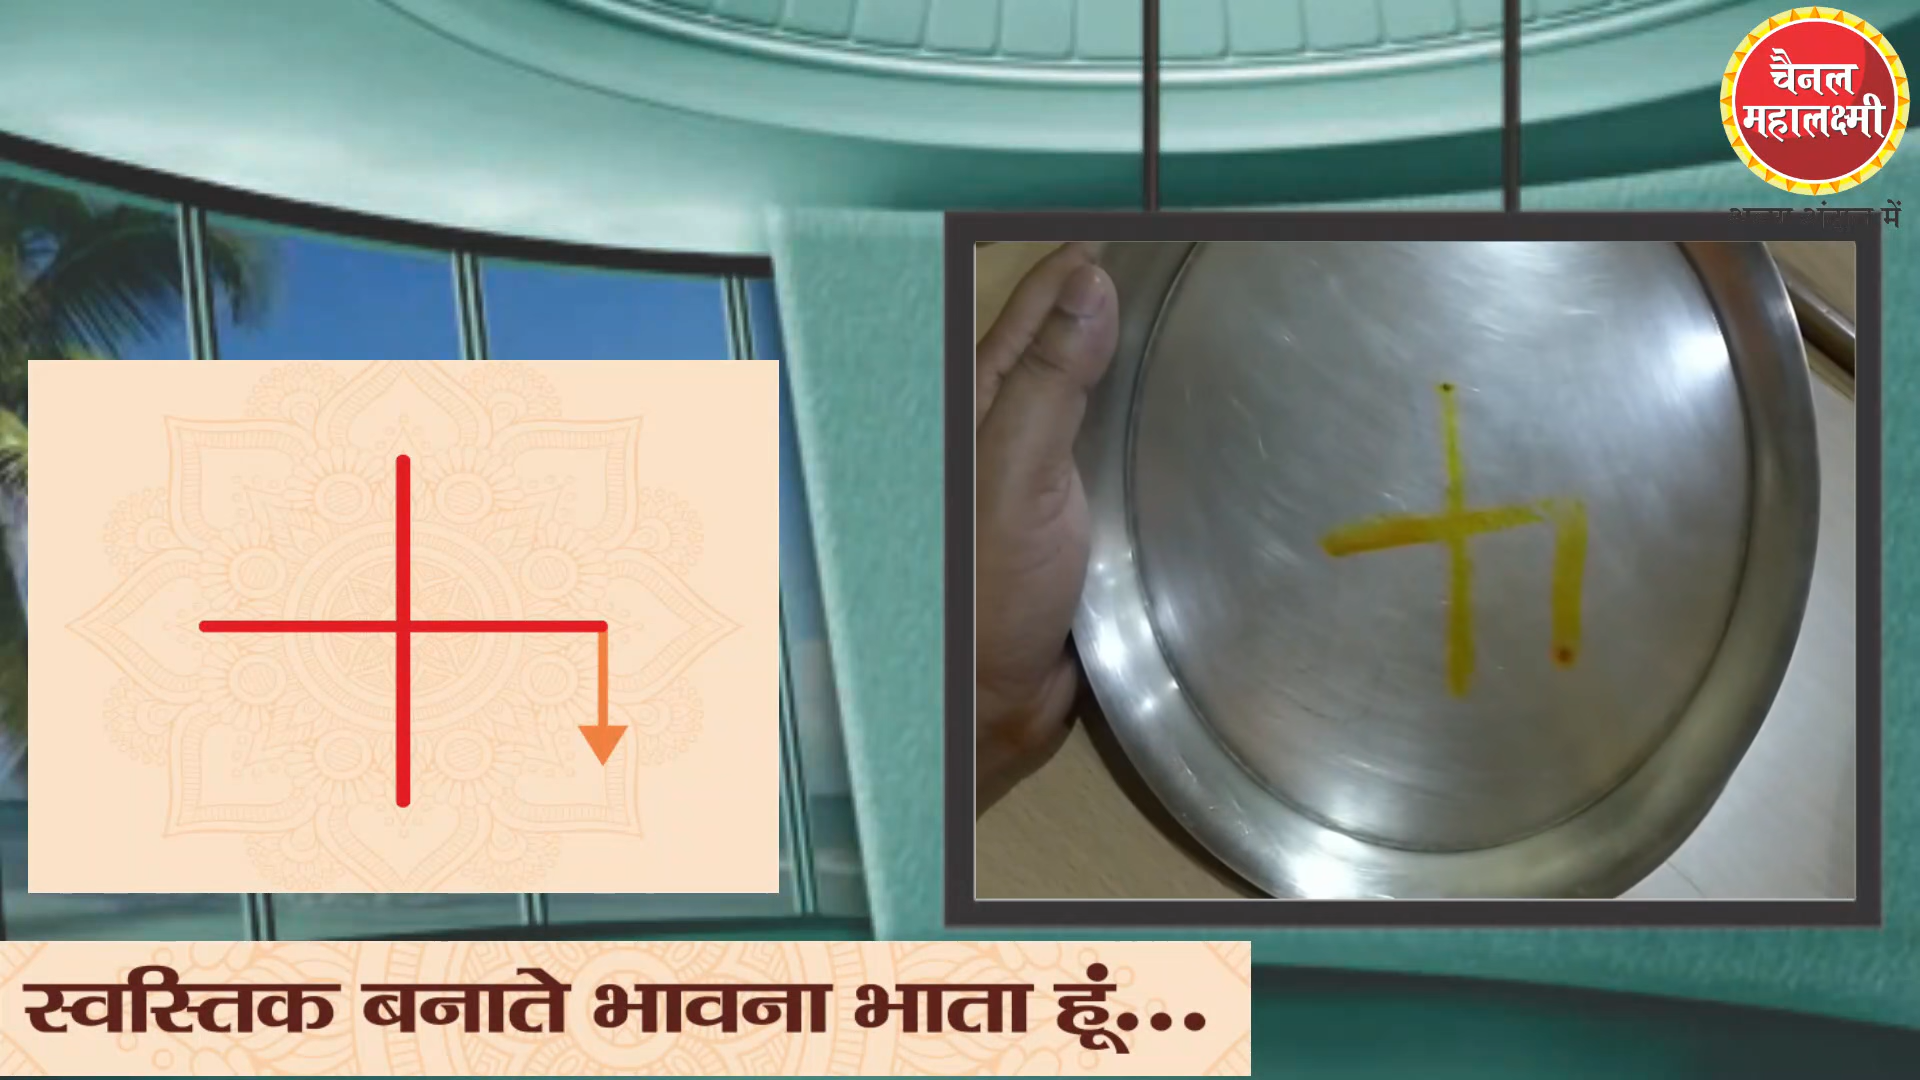 चैनल
महालक्ष्मी
में
स्वस्तिक बनाते भावना भाता हूं...